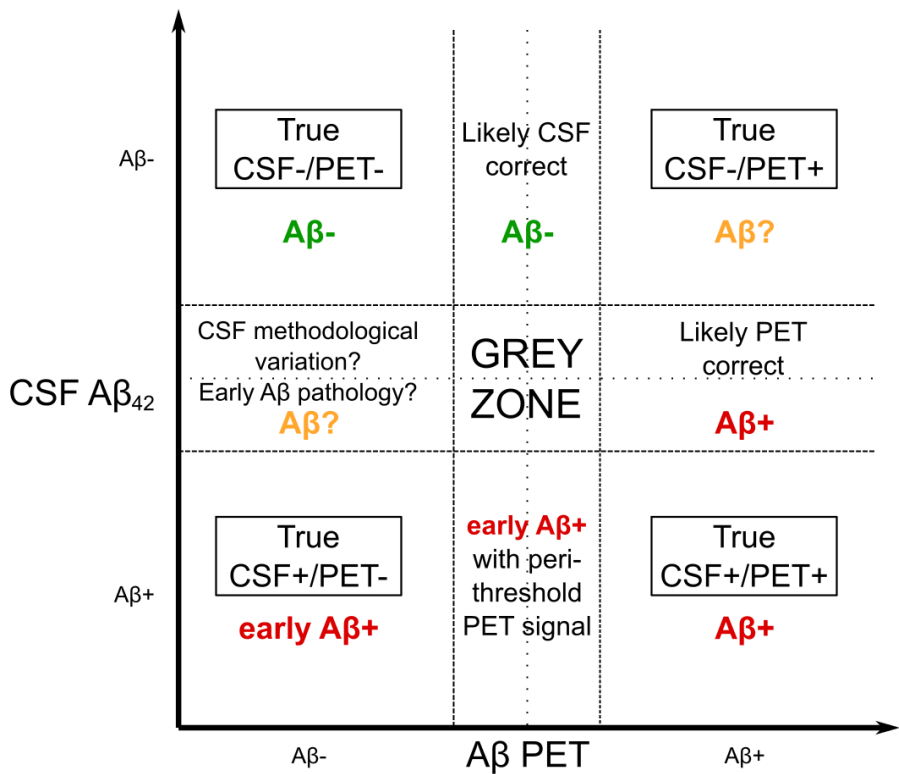 Aβ-
True
CSF-/PET-
Aβ-
Likely CSF
correct
Aβ-
True
CSF-/PET+
Aβ?
CSF Aβ₄₂
CSF methodological
variation?
Early Aβ pathology?
Aβ?
GREY
ZONE
Likely PET
correct
Aβ+
Aβ+
True
CSF+/PET-
early Aβ+
early Aβ+
with peri-
threshold
PET signal
True
CSF+/PET+
Aβ+
Aβ-
Aβ PET
Aβ+